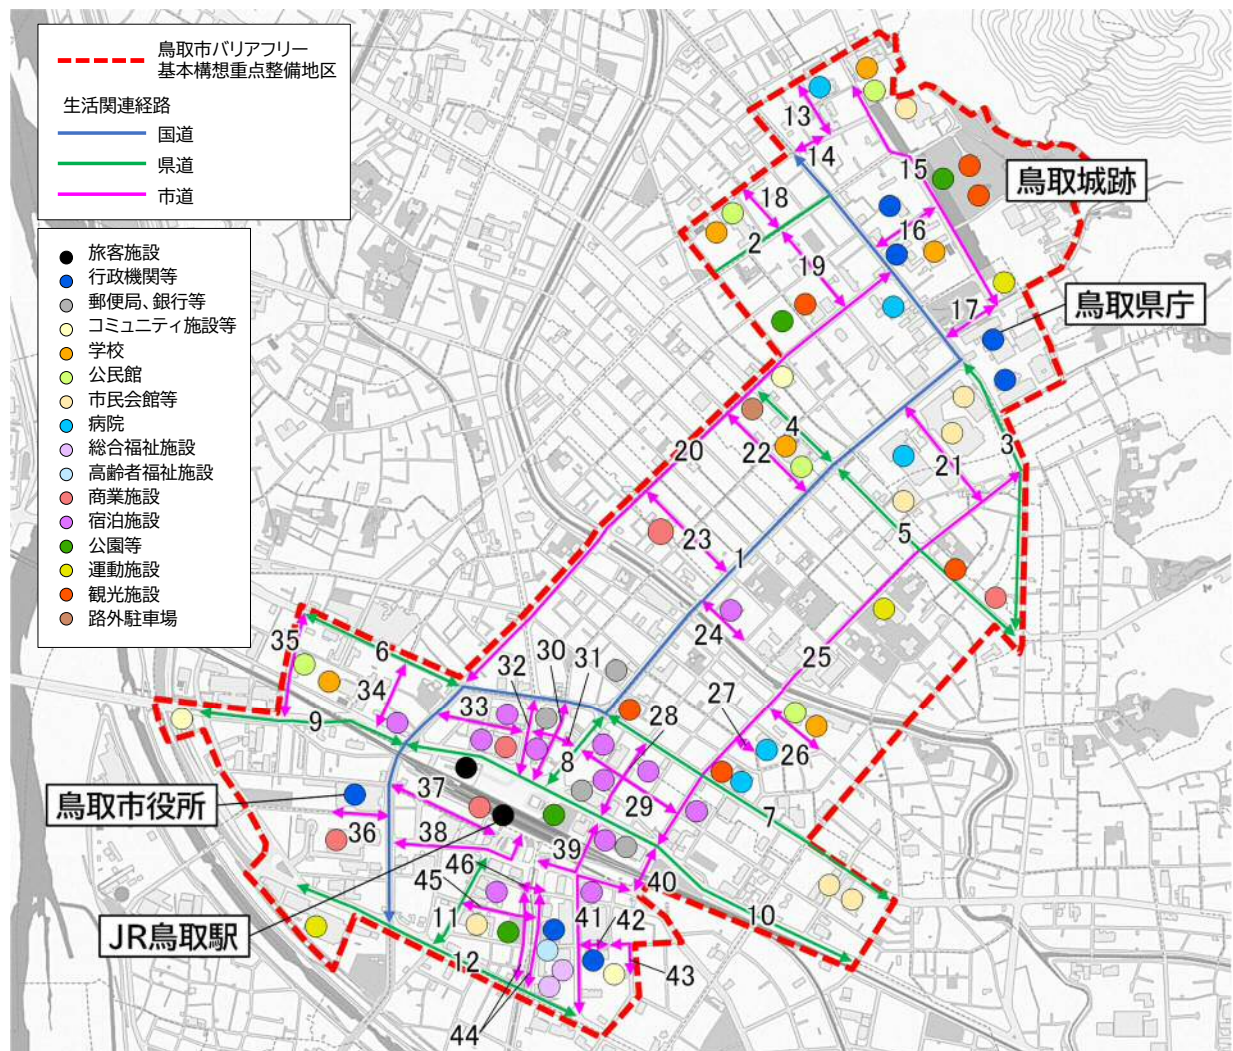 鳥取市バリアフリー
基本構想重点整備地区
生活関連経路
国道
県道
市道
旅客施設
行政機関等
郵便局、銀行等
コミュニティ施設等
学校
公民館
市民会館等
病院
総合福祉施設
高齢者福祉施設
商業施設
宿泊施設
公園等
運動施設
観光施設
路外駐車場
13
14
15
鳥取城跡
18
16
2
19
17
鳥取県庁
4
20
22
3
21
23
5
1
24
25
35
6
32
30
31
34
33
28
27
26
9
8
37
29
鳥取市役所
36
38
7
39
46
40
45
41
42
10
JR鳥取駅
11
12
43
44